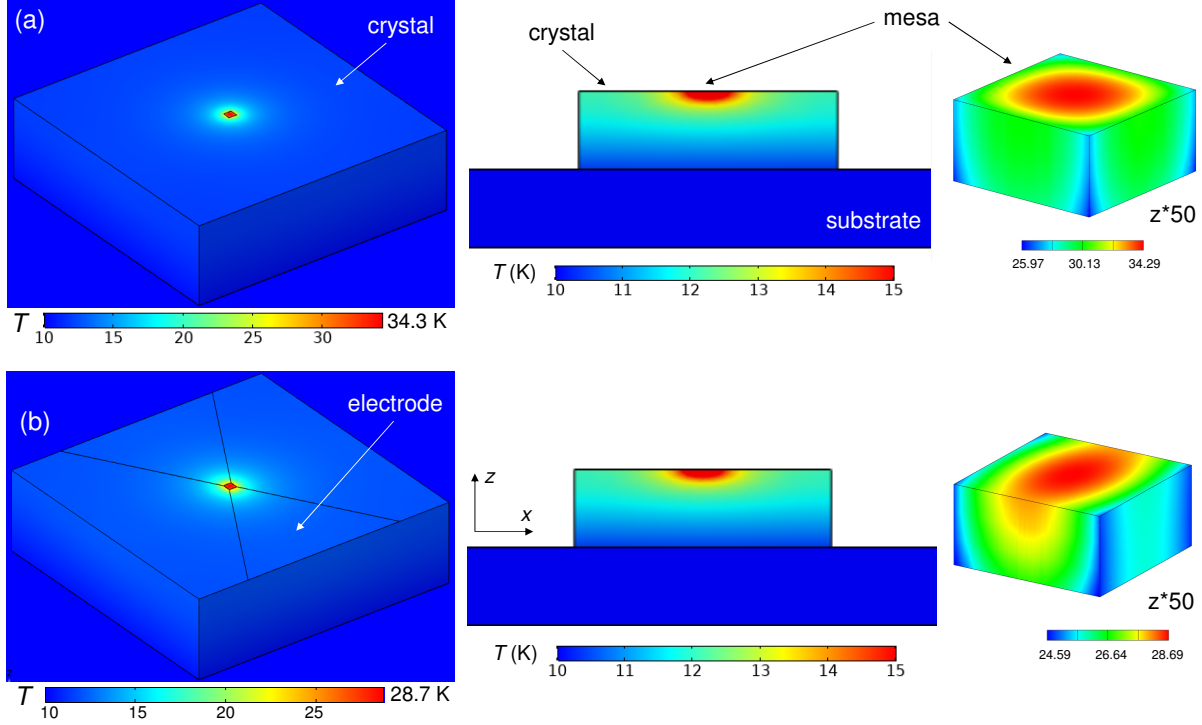 (a)
crystal
T
10
15
20
25
30
34.3 K
crystal
mesa
substrate
T (K)
10
11
12
13
14
15
z*50
25.97
30.13
34.29
(b)
electrode
T
10
15
20
25
28.7 K
z
x
T (K)
10
11
12
13
14
15
z*50
24.59
26.64
28.69